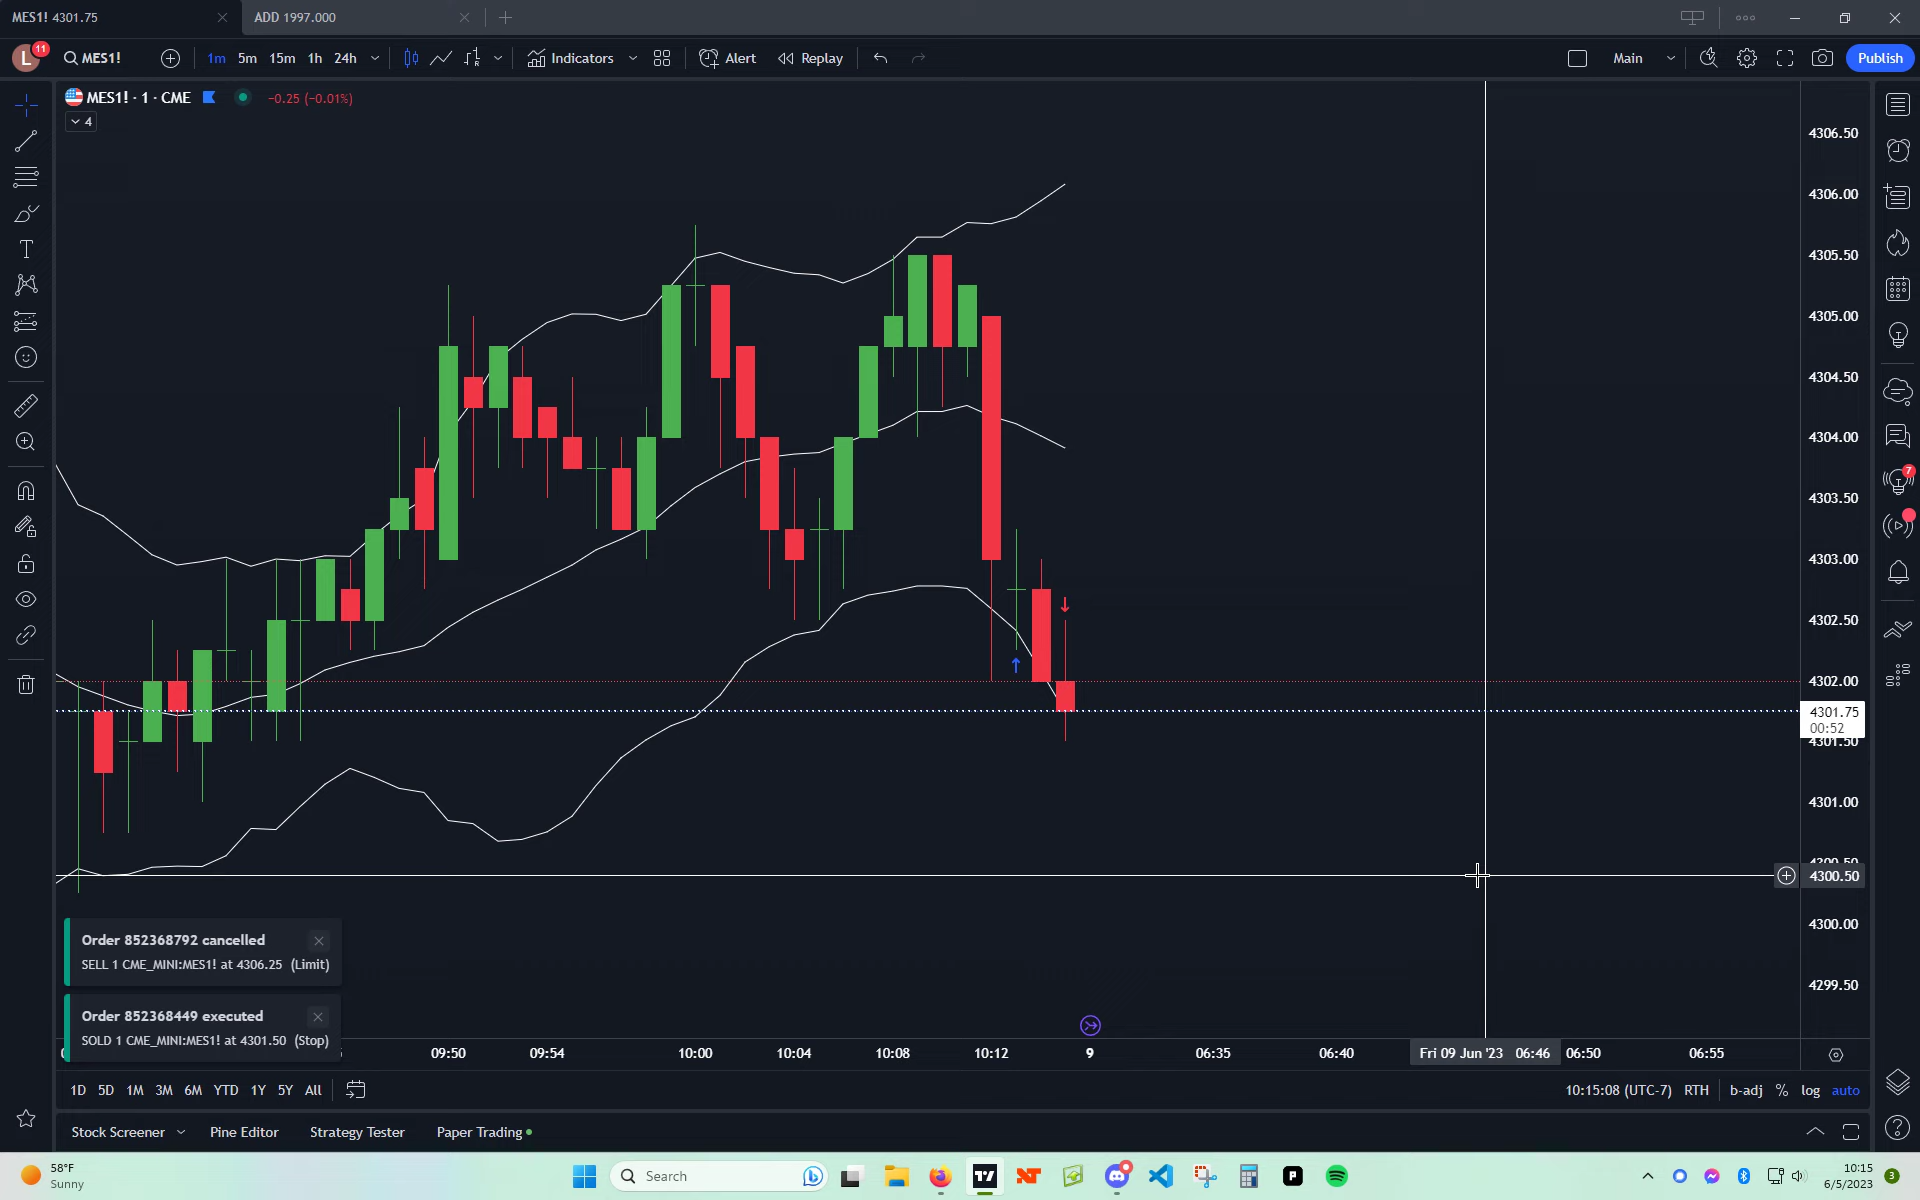 MES1! 4301.75
ADD 1997.000
L 11 MES1! 1m 5m 15m 1h 24h Indicators Alert Replay Main Publish
MES1! · 1 · CME -0.25 (-0.01%)
4
4306.50
4306.00
4305.50
4305.00
4304.50
4304.00
4303.50
7
4303.00
4302.50
4302.00
4301.75
00:52
4301.50
4301.00
4300.50
4300.50
4300.00
4299.50
Order 852368792 cancelled
SELL 1 CME_MINI:MES1! at 4306.25 (Limit)
Order 852368449 executed
SOLD 1 CME_MINI:MES1! at 4301.50 (Stop)
09:50 09:54 10:00 10:04 10:08 10:12 9 06:35 06:40 Fri 09 Jun '23 06:46 06:50 06:55
1D 5D 1M 3M 6M YTD 1Y 5Y All 10:15:08 (UTC-7) RTH b-adj % log auto
Stock Screener Pine Editor Strategy Tester Paper Trading
58°F
Sunny
Search
10:15
6/5/2023
3